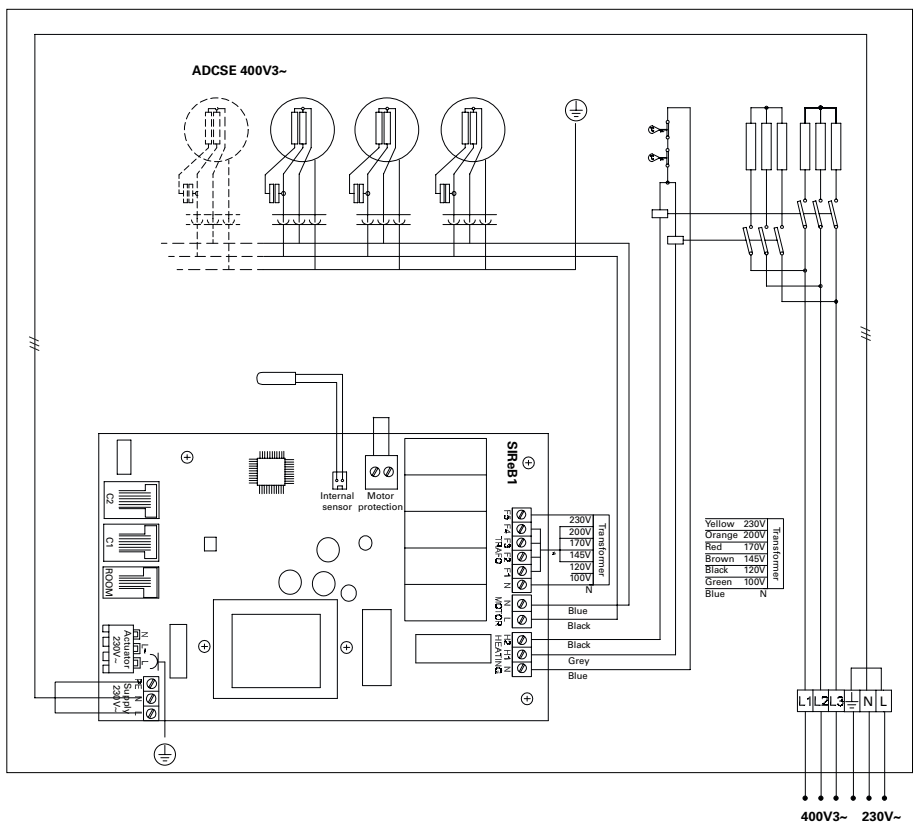 ADCSE 400V3~
SIReB1
C2
C1
ROOM
Internal
sensor
Motor
protection
F5
F4
F3
F2
F1
N
TRAFO
230V
200V
170V
145V
120V
100V
N
Transformer
N
L
MOTOR
Blue
Black
H2
H1
N
HEATING
Black
Grey
Blue
Actuator
230V~
N
L
L
PE
N
L
Supply
230V~
Yellow 230V
Orange 200V
Red 170V
Brown 145V
Black 120V
Green 100V
Blue N
Transformer
L1 L2 L3 N L
400V3~ 230V~